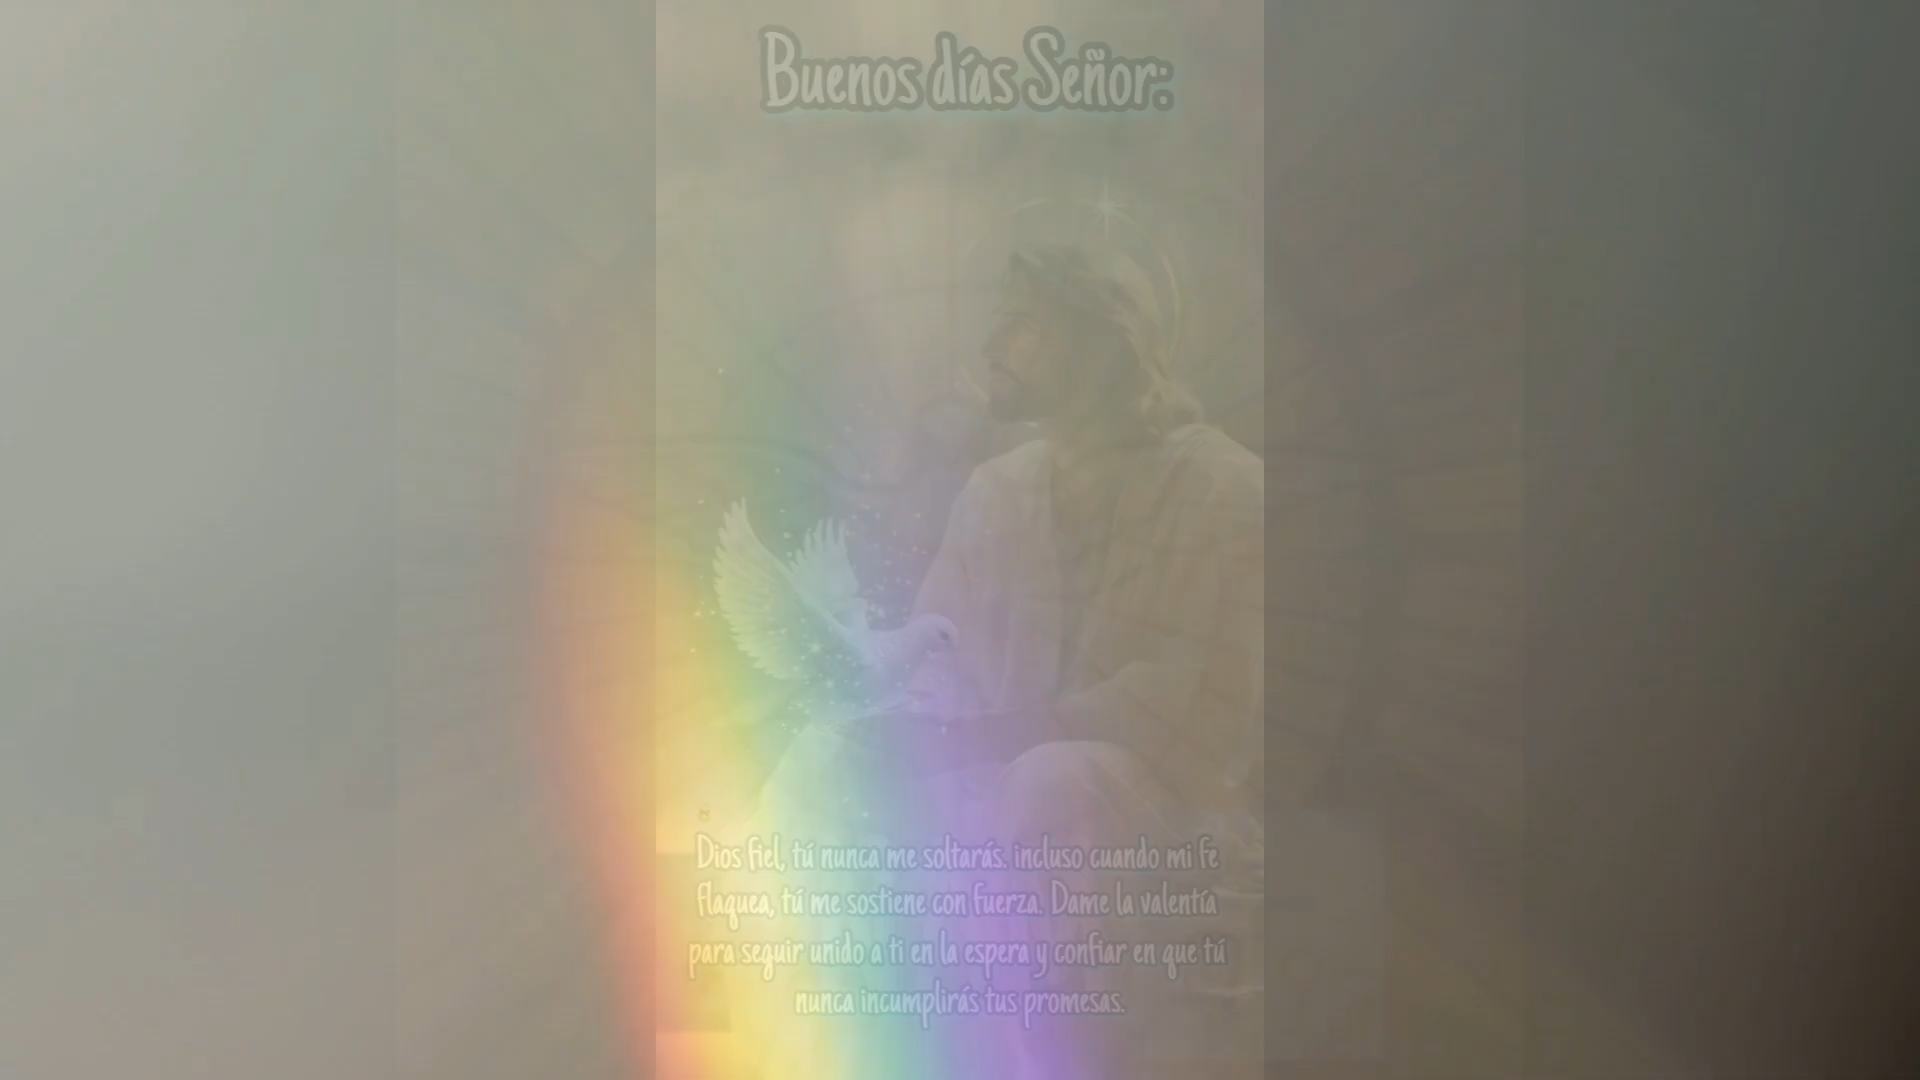 Buenos días Señor:
Dios fiel, tú nunca me soltarás. incluso cuando mi fe
flaquea, tú me sostiene con fuerza. Dame la valentía
para seguir unido a ti en la espera y confiar en que tú
nunca incumplirás tus promesas.